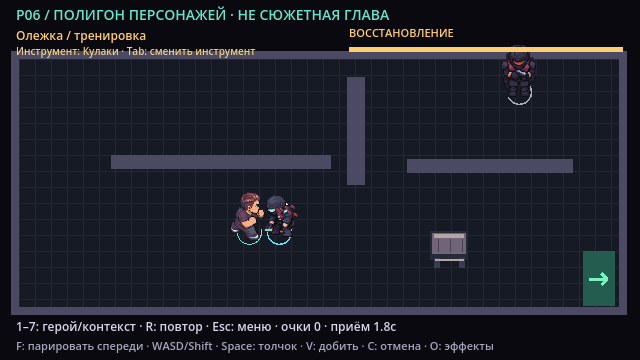 P06 / ПОЛИГОН ПЕРСОНАЖЕЙ · НЕ СЮЖЕТНАЯ ГЛАВА
Олежка / тренировка
ВОССТАНОВЛЕНИЕ
Инструмент: Кулаки · Tab: сменить инструмент
1–7: герой/контекст · R: повтор · Esc: меню · очки 0 · приём 1.8с
F: парировать спереди · WASD/Shift · Space: толчок · V: добить · C: отмена · O: эффекты